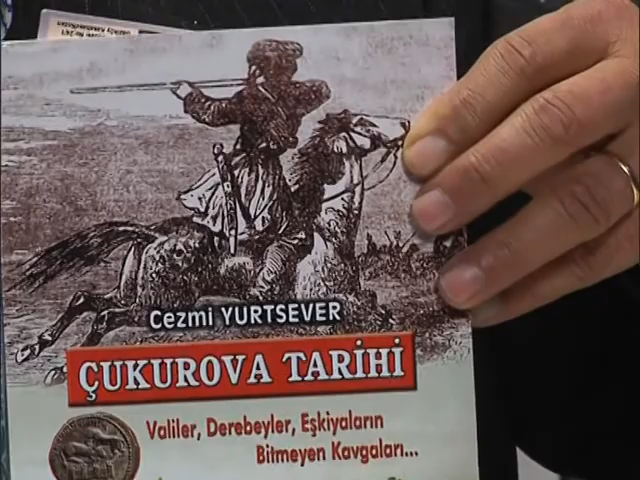 Cezmi YURTSEVER
ÇUKUROVA TARİHİ
Valiler, Derebeyler, Eşkiyaların
Bitmeyen Kavgaları...